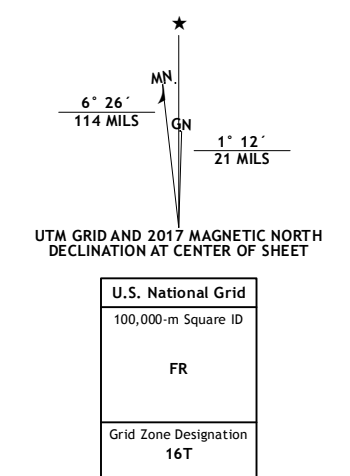 MN
6° 26´
114 MILS
GN
1° 12´
21 MILS
UTM GRID AND 2017 MAGNETIC NORTH
DECLINATION AT CENTER OF SHEET
U.S. National Grid
100,000-m Square ID
FR
Grid Zone Designation
16T